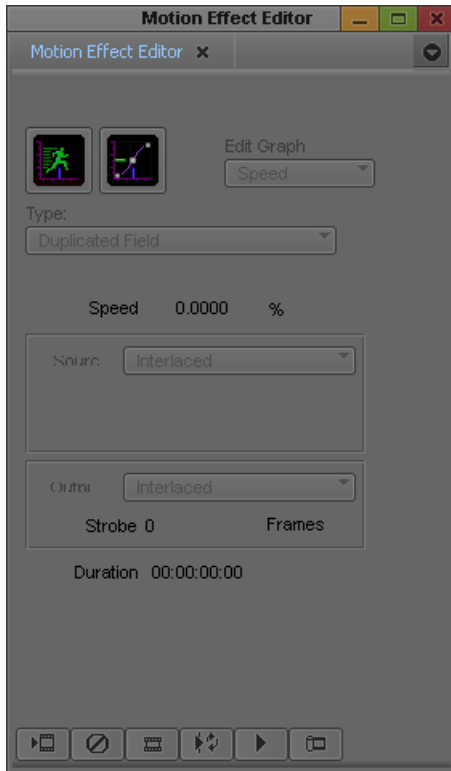 Motion Effect Editor
Motion Effect Editor
Edit Graph
Speed
Type:
Duplicated Field
Speed 0.0000 %
Interlaced
Interlaced
Strobe 0 Frames
Duration 00:00:00:00